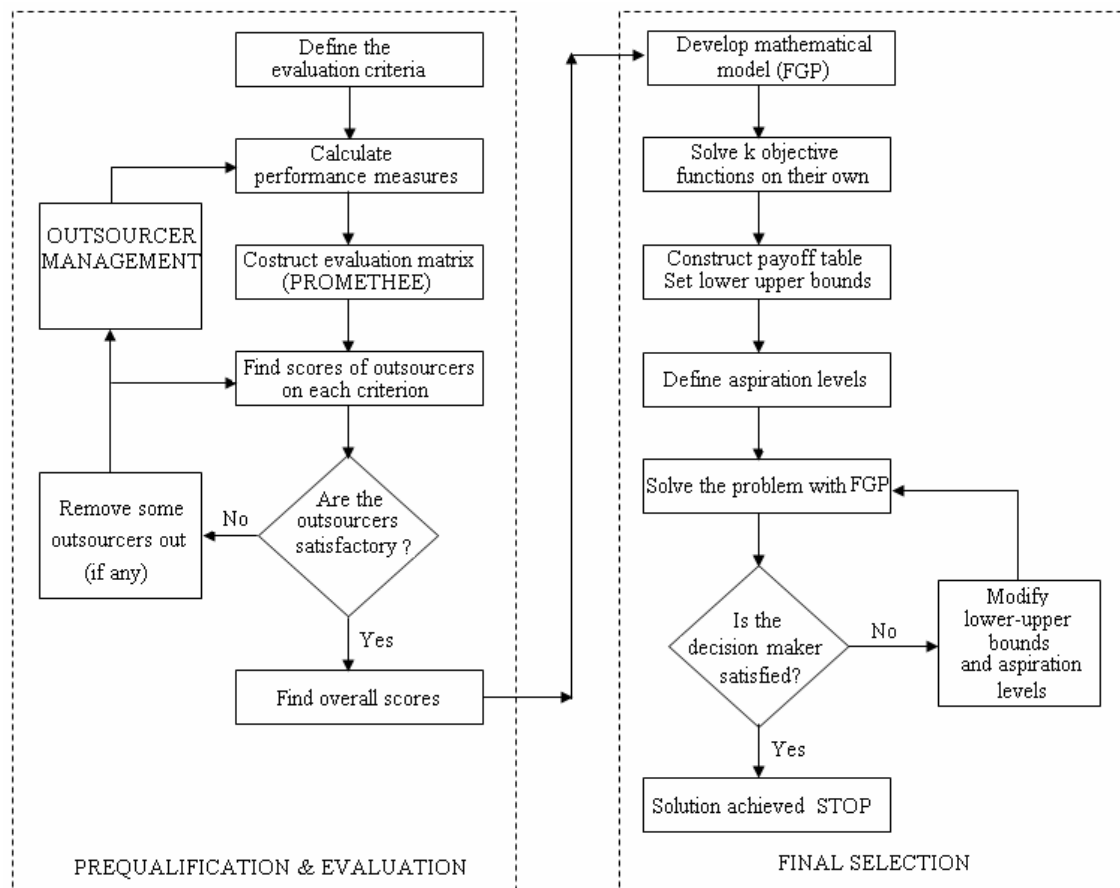 Define the
evaluation criteria
Calculate
performance measures
OUTSOURCER
MANAGEMENT
Costruct evaluation matrix
(PROMETHEE)
Find scores of outsourcers
on each criterion
Are the
outsourcers
satisfactory ?
No
Remove some
outsourcers out
(if any)
Yes
Find overall scores
PREQUALIFICATION & EVALUATION
Develop mathematical
model (FGP)
Solve k objective
functions on their own
Construct payoff table
Set lower upper bounds
Define aspiration levels
Solve the problem with FGP
Is the
decision maker
satisfied?
No
Modify
lower-upper
bounds
and aspiration
levels
Yes
Solution achieved STOP
FINAL SELECTION